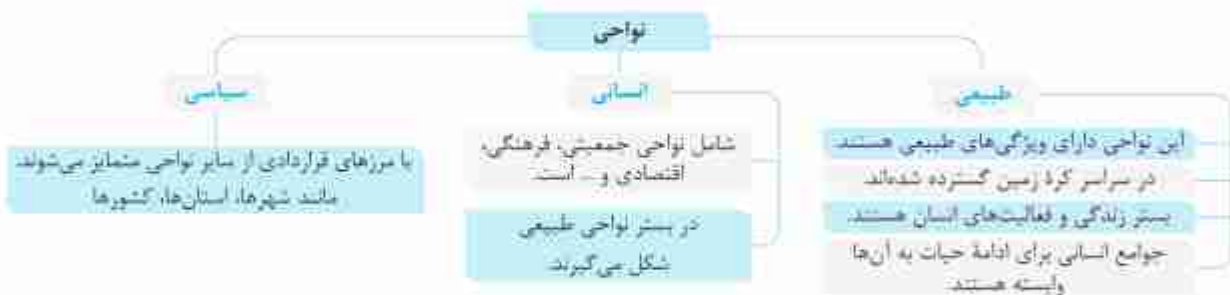 نواحی
طبیعی
این نواحی دارای ویژگی‌های طبیعی هستند.
در سراسر کرهٔ زمین گسترده شده‌اند.
بستر زندگی و فعالیت‌های انسان هستند.
جوامع انسانی برای ادامهٔ حیات به آن‌ها
وابسته هستند.
انسانی
شامل نواحی جمعیتی، فرهنگی،
اقتصادی و ... است.
در بستر نواحی طبیعی
شکل می‌گیرند.
سیاسی
با مرزهای قراردادی از سایر نواحی متمایز می‌شوند.
مانند شهرها، استان‌ها، کشورها